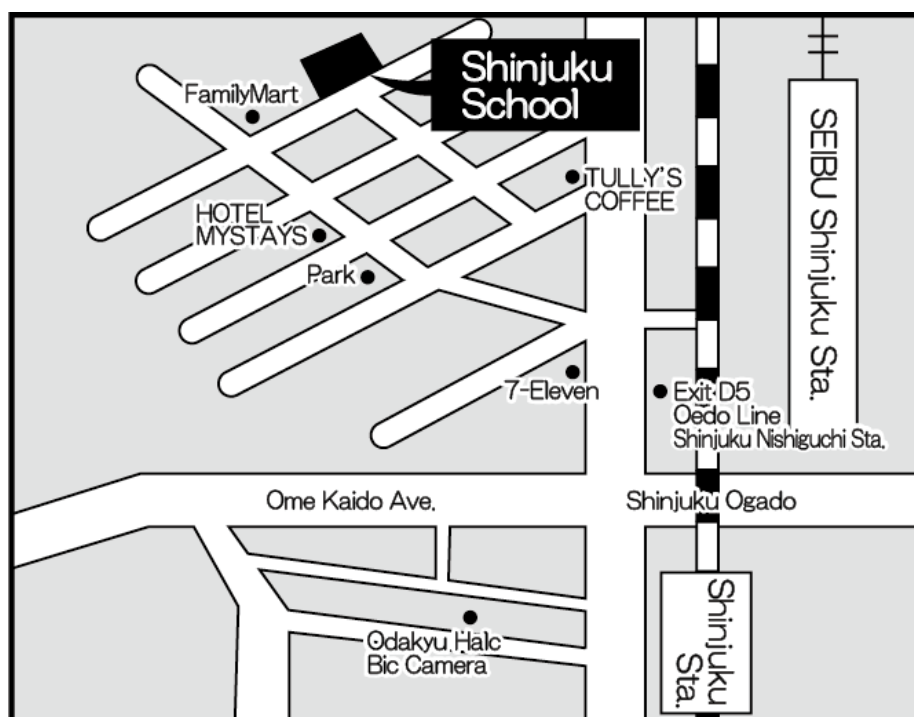 Shinjuku
School
FamilyMart
SEIBU Shinjuku Sta.
TULLY'S
COFFEE
HOTEL
MYSTAYS
Park
7-Eleven
Exit D5
Oedo Line
Shinjuku Nishiguchi Sta.
Ome Kaido Ave.
Shinjuku Ogado
Shinjuku
Sta.
Odakyu Halc
Bic Camera